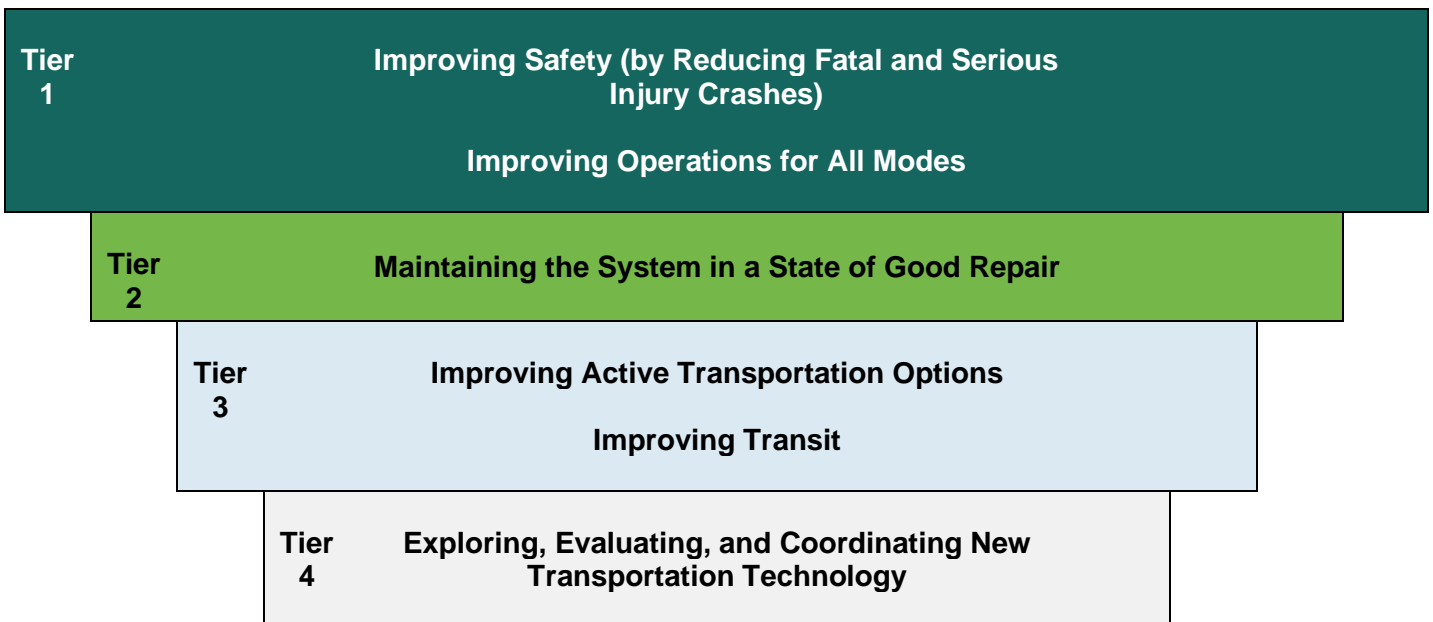 Tier
1
Improving Safety (by Reducing Fatal and Serious
Injury Crashes)
Improving Operations for All Modes
Tier
2
Maintaining the System in a State of Good Repair
Tier
3
Improving Active Transportation Options
Improving Transit
Tier
4
Exploring, Evaluating, and Coordinating New
Transportation Technology